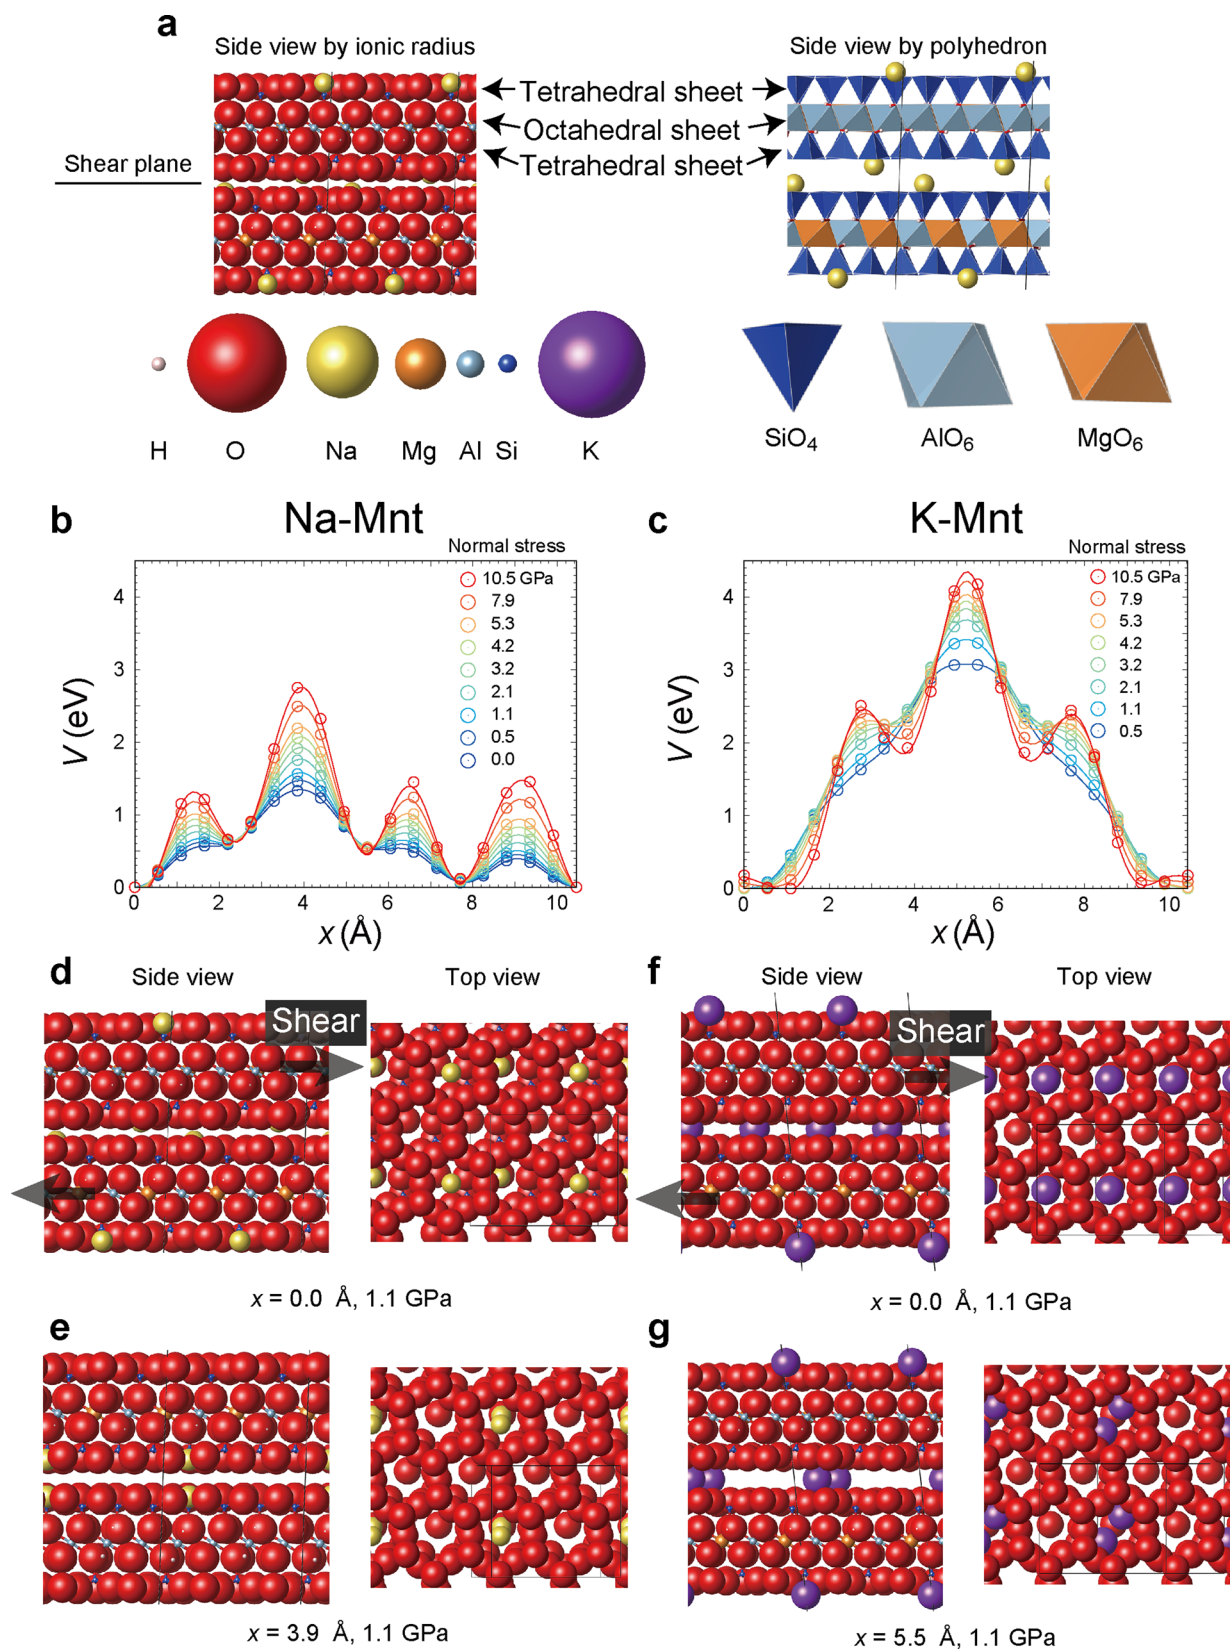 a
Side view by ionic radius
Side view by polyhedron
Tetrahedral sheet
Octahedral sheet
Tetrahedral sheet
Shear plane
H O Na Mg Al Si K
SiO4 AlO6 MgO6
b
Na-Mnt
Normal stress
10.5 GPa
7.9
5.3
4.2
3.2
2.1
1.1
0.5
0.0
V (eV)
4
3
2
1
0
0 2 4 6 8 10
x (Å)
c
K-Mnt
Normal stress
10.5 GPa
7.9
5.3
4.2
3.2
2.1
1.1
0.5
V (eV)
4
3
2
1
0
0 2 4 6 8 10
x (Å)
d
Side view
Top view
Shear
x = 0.0 Å, 1.1 GPa
f
Side view
Top view
Shear
x = 0.0 Å, 1.1 GPa
e
x = 3.9 Å, 1.1 GPa
g
x = 5.5 Å, 1.1 GPa